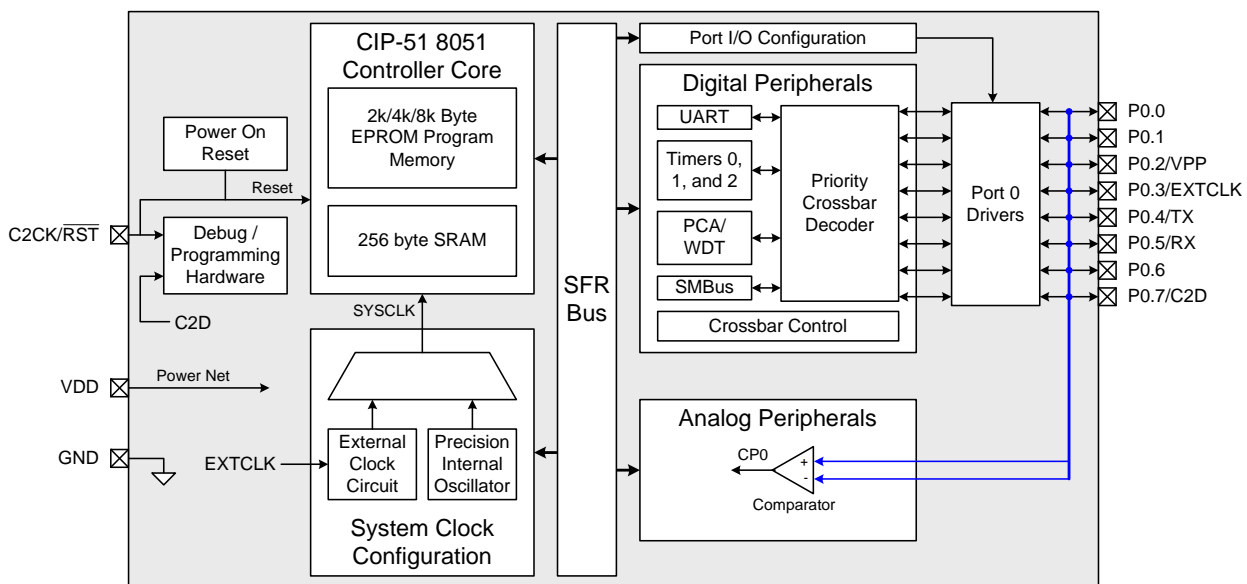 CIP-51 8051
Controller Core
2k/4k/8k Byte
EPROM Program
Memory
256 byte SRAM
Power On
Reset
Reset
C2CK/R̅S̅T̅
Debug /
Programming
Hardware
C2D
SYSCLK
VDD
Power Net
GND
EXTCLK
External
Clock
Circuit
Precision
Internal
Oscillator
System Clock
Configuration
SFR
Bus
Port I/O Configuration
Digital Peripherals
UART
Timers 0,
1, and 2
PCA/
WDT
SMBus
Priority
Crossbar
Decoder
Crossbar Control
Port 0
Drivers
P0.0
P0.1
P0.2/VPP
P0.3/EXTCLK
P0.4/TX
P0.5/RX
P0.6
P0.7/C2D
Analog Peripherals
CP0
+
-
Comparator